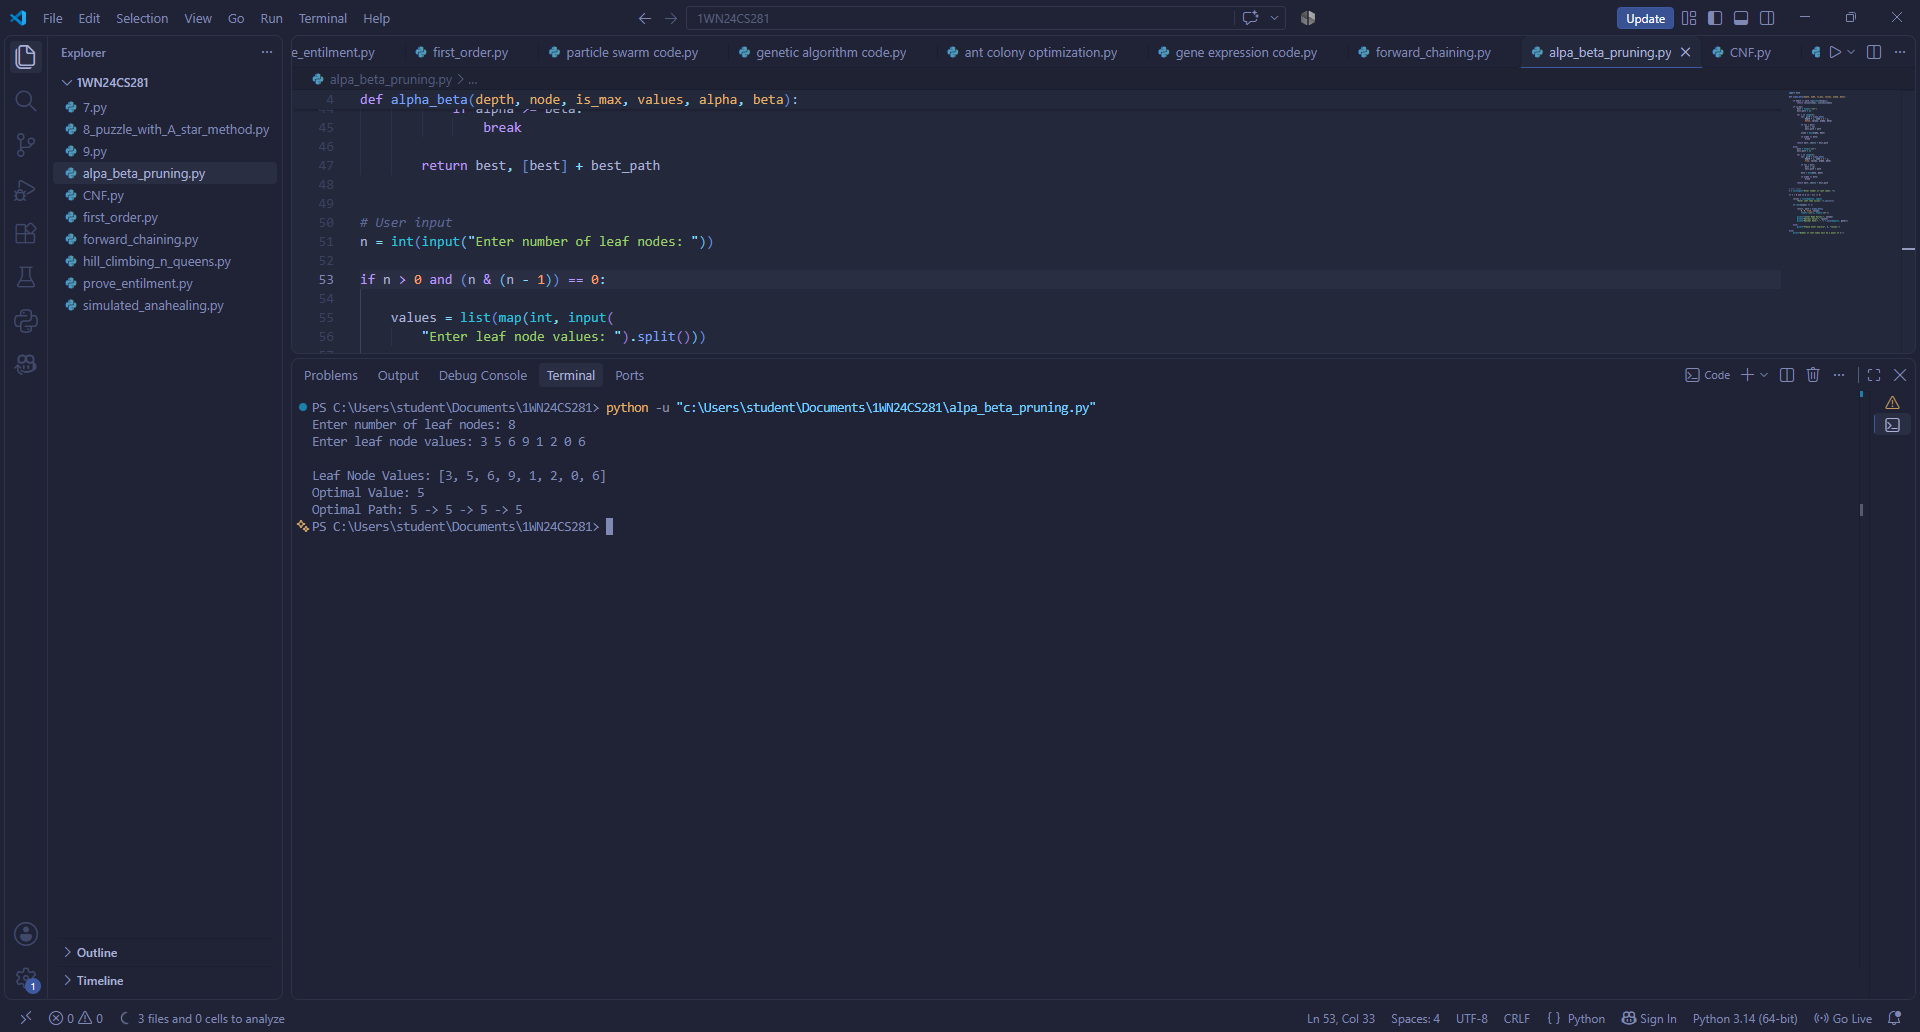 File Edit Selection View Go Run Terminal Help
1WN24CS281
Update
Explorer
1WN24CS281
7.py
8_puzzle_with_A_star_method.py
9.py
alpa_beta_pruning.py
CNF.py
first_order.py
forward_chaining.py
hill_climbing_n_queens.py
prove_entilment.py
simulated_anahealing.py
Outline
Timeline
e_entilment.py first_order.py particle swarm code.py genetic algorithm code.py ant colony optimization.py gene expression code.py forward_chaining.py alpa_beta_pruning.py CNF.py
alpa_beta_pruning.py > ...
4 def alpha_beta(depth, node, is_max, values, alpha, beta):
44 if alpha >= beta:
45 break
46
47 return best, [best] + best_path
48
49
50 # User input
51 n = int(input("Enter number of leaf nodes: "))
52
53 if n > 0 and (n & (n - 1)) == 0:
54
55 values = list(map(int, input(
56 "Enter leaf node values: ").split()))
57
Problems Output Debug Console Terminal Ports
Code
PS C:\Users\student\Documents\1WN24CS281> python -u "c:\Users\student\Documents\1WN24CS281\alpa_beta_pruning.py"
Enter number of leaf nodes: 8
Enter leaf node values: 3 5 6 9 1 2 0 6
Leaf Node Values: [3, 5, 6, 9, 1, 2, 0, 6]
Optimal Value: 5
Optimal Path: 5 -> 5 -> 5 -> 5
PS C:\Users\student\Documents\1WN24CS281>
1
0 0 3 files and 0 cells to analyze
Ln 53, Col 33 Spaces: 4 UTF-8 CRLF { } Python Sign In Python 3.14 (64-bit) Go Live